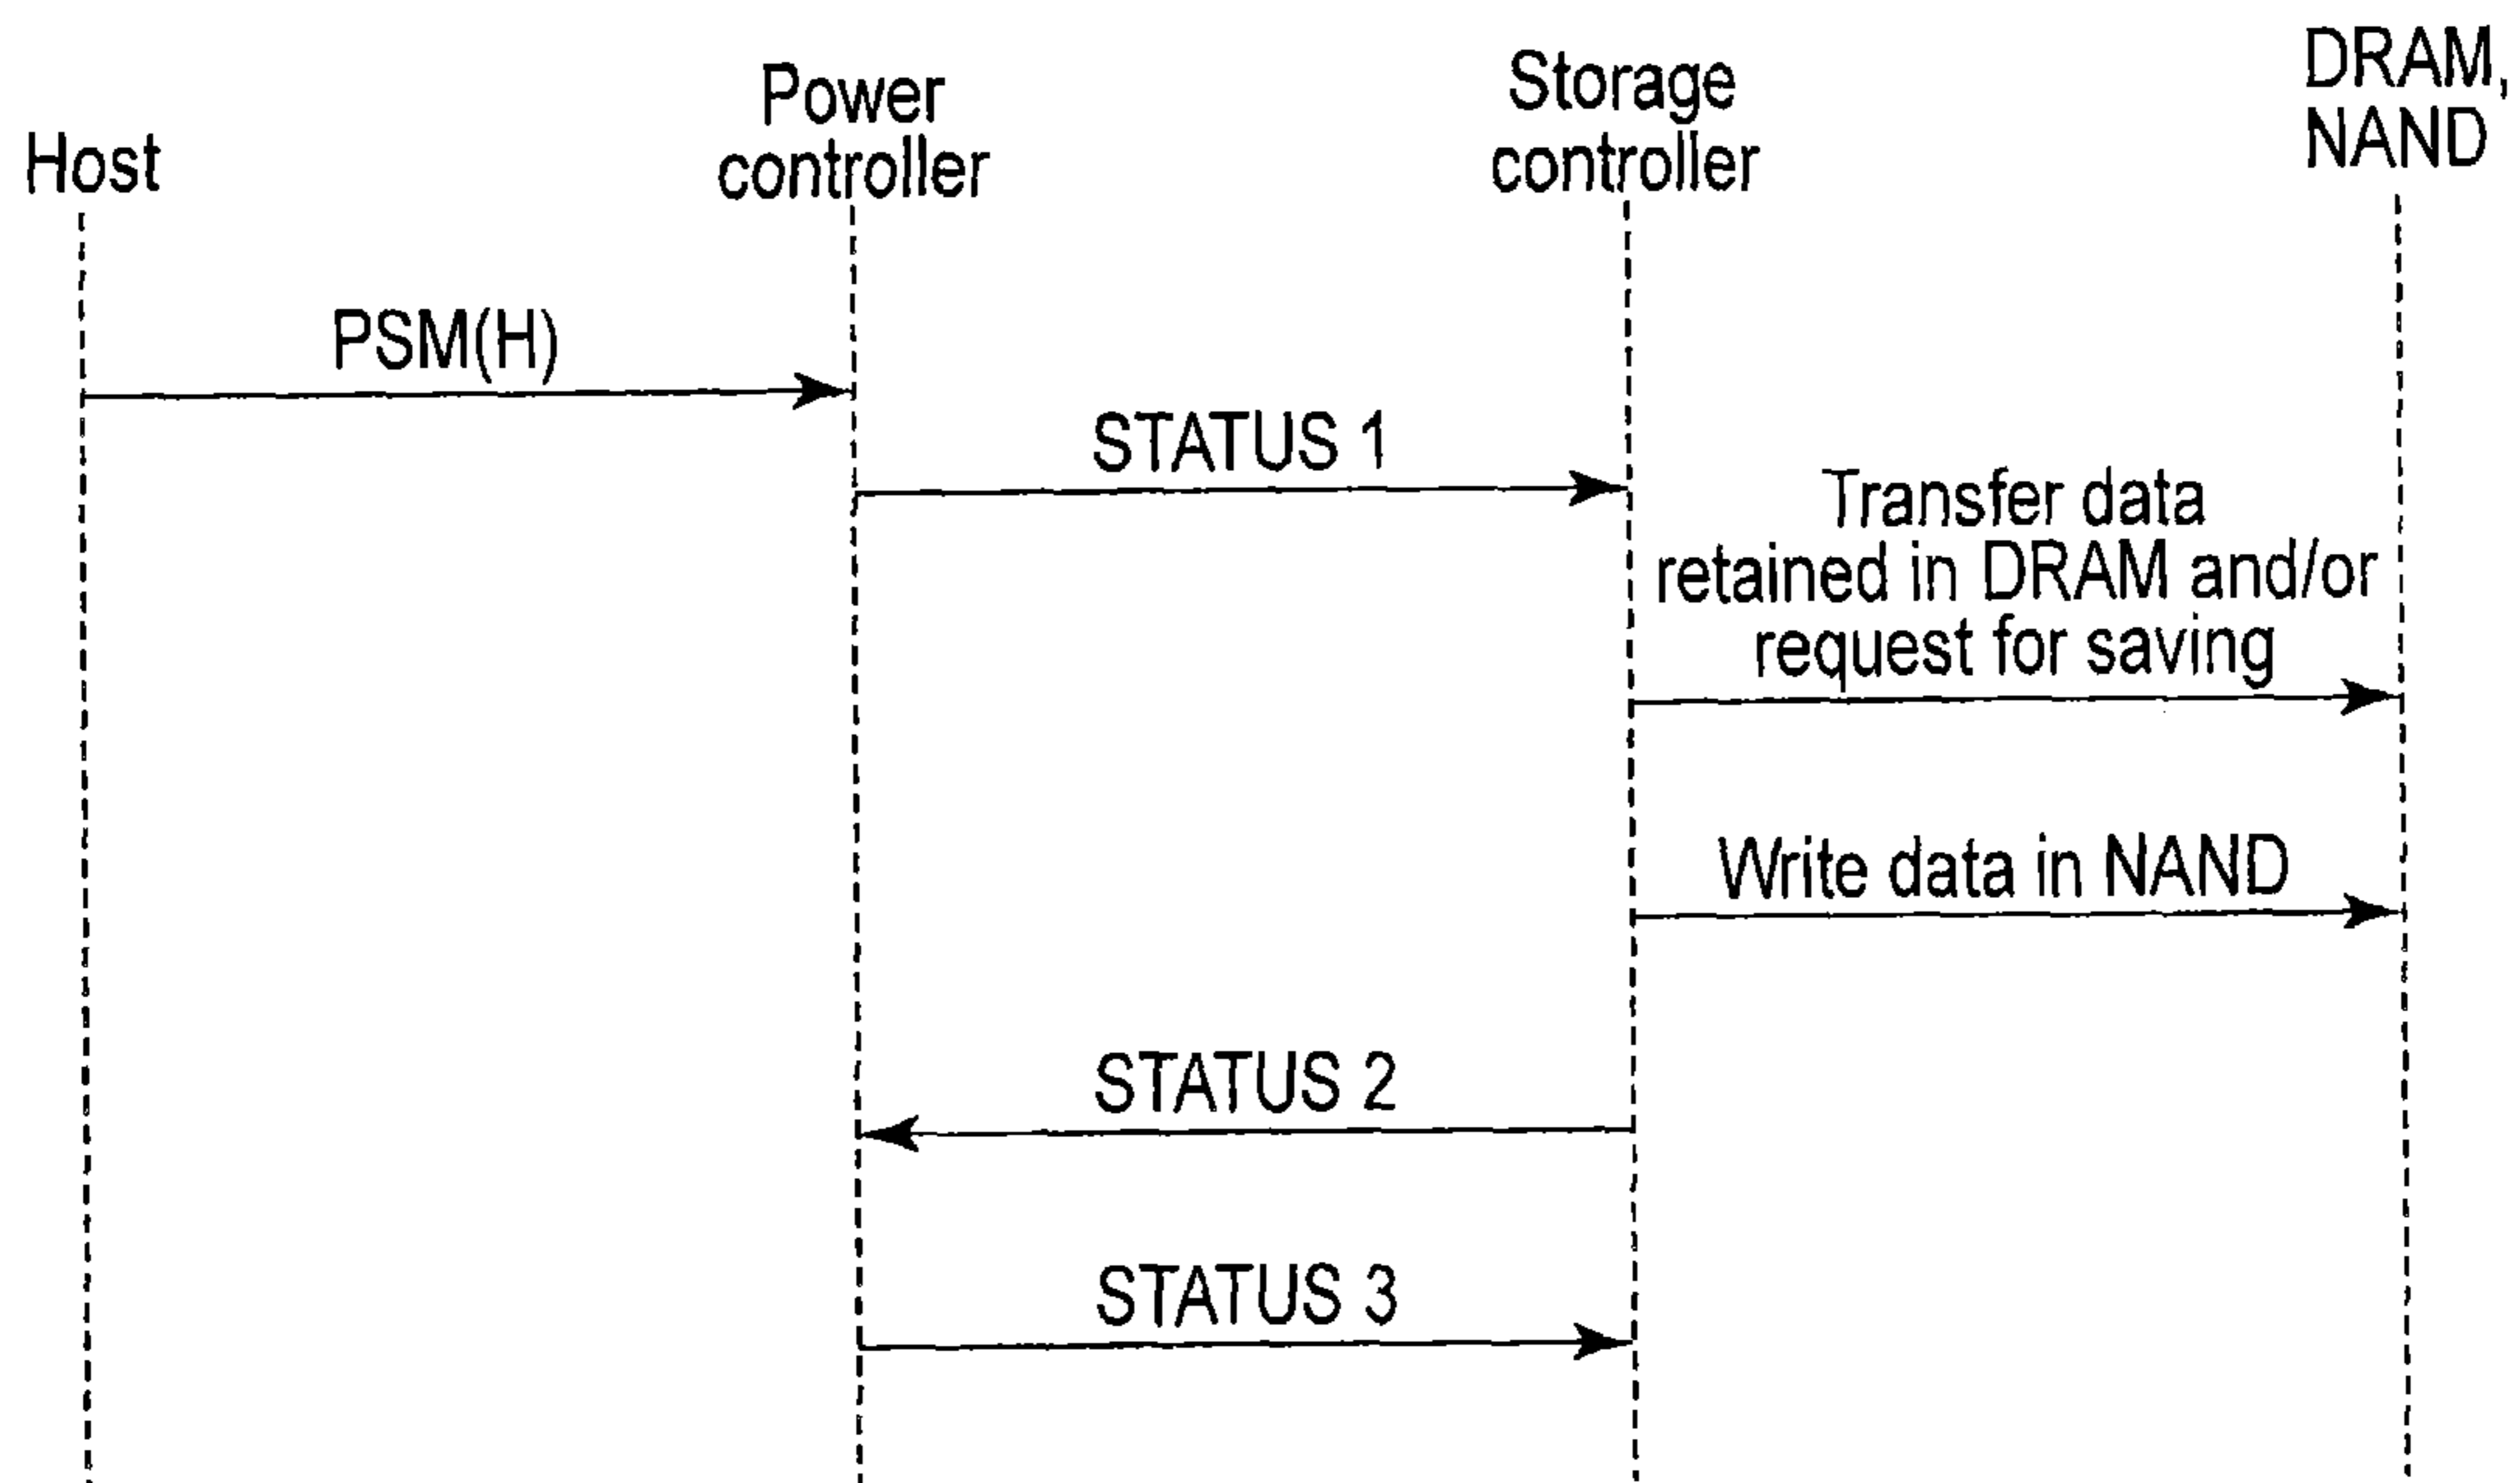 Host
Power
controller
Storage
controller
DRAM,
NAND
PSM(H)
STATUS 1
Transfer data
retained in DRAM and/or
request for saving
Write data in NAND
STATUS 2
STATUS 3